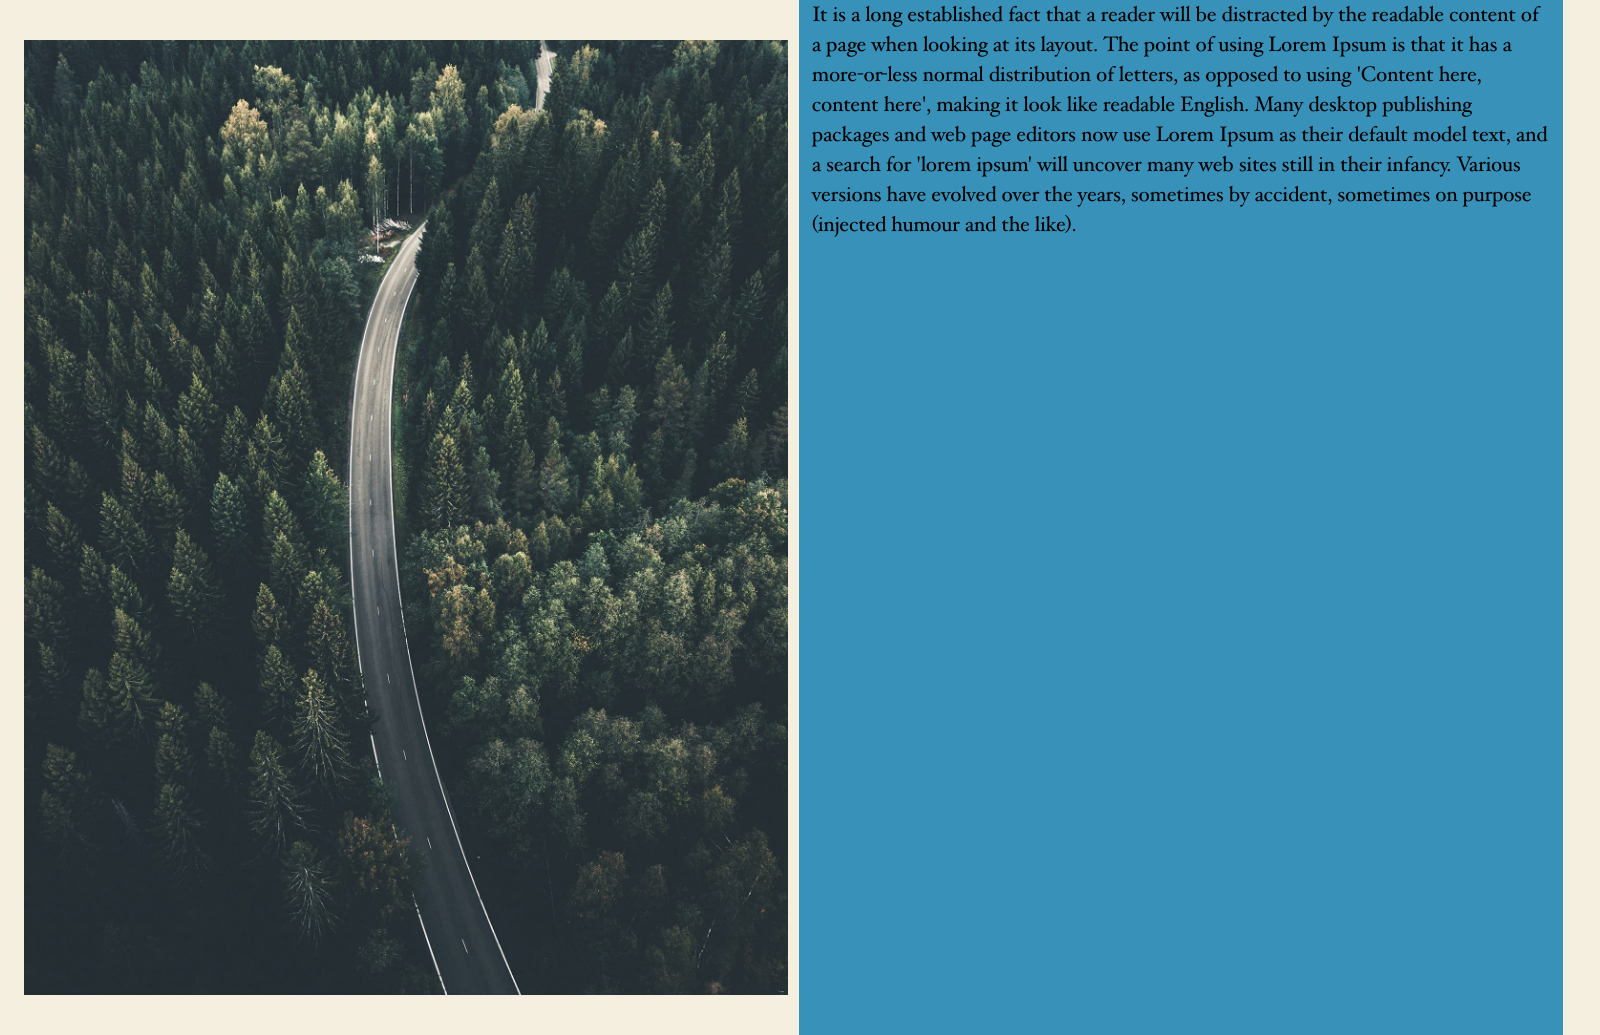 It is a long established fact that a reader will be distracted by the readable content of
a page when looking at its layout. The point of using Lorem Ipsum is that it has a
more-or-less normal distribution of letters, as opposed to using 'Content here,
content here', making it look like readable English. Many desktop publishing
packages and web page editors now use Lorem Ipsum as their default model text, and
a search for 'lorem ipsum' will uncover many web sites still in their infancy. Various
versions have evolved over the years, sometimes by accident, sometimes on purpose
(injected humour and the like).